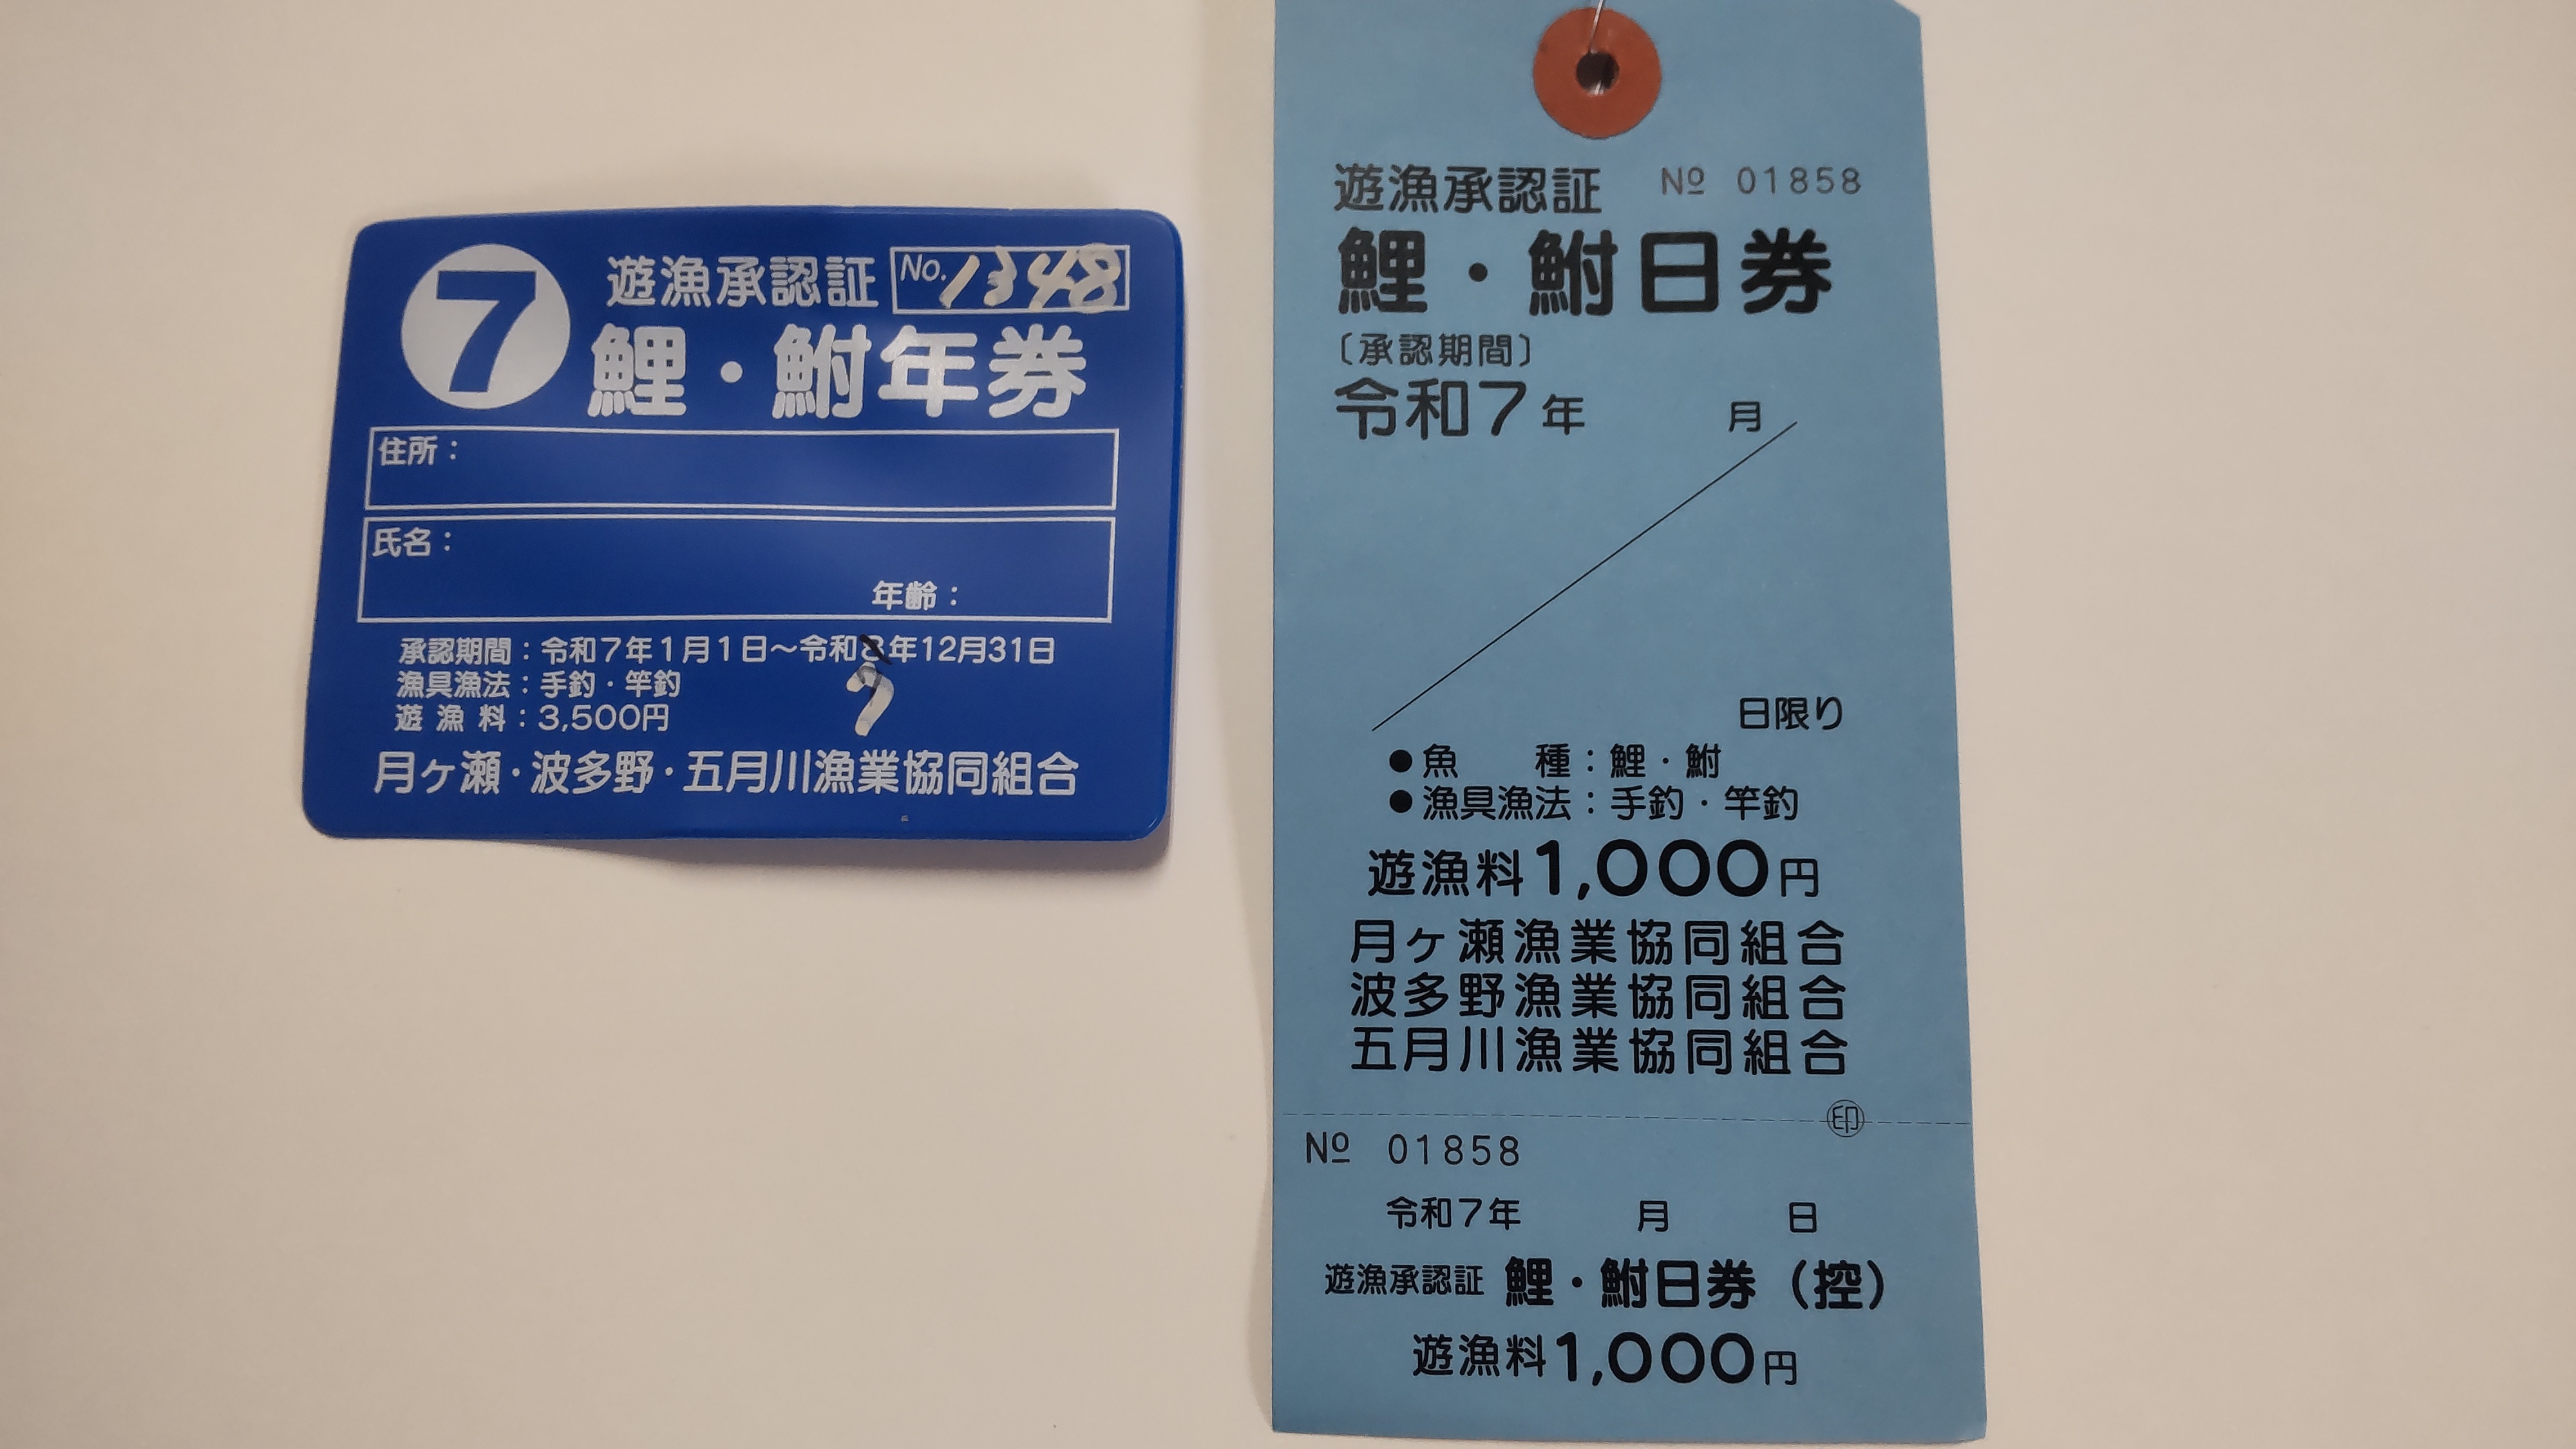 7
遊漁承認証 No.1348
鯉・鮒年券
住所：
氏名：
年齢：
承認期間：令和7年1月1日～令和8年12月31日
7
漁具漁法：手釣・竿釣
遊漁料：3,500円
月ヶ瀬・波多野・五月川漁業協同組合
遊漁承認証 № 01858
鯉・鮒日券
〔承認期間〕
令和7年 月
日限り
●魚 種：鯉・鮒
●漁具漁法：手釣・竿釣
遊漁料1,000円
月ヶ瀬漁業協同組合
波多野漁業協同組合
五月川漁業協同組合
印
№ 01858
令和7年 月 日
遊漁承認証 鯉・鮒日券（控）
遊漁料1,000円